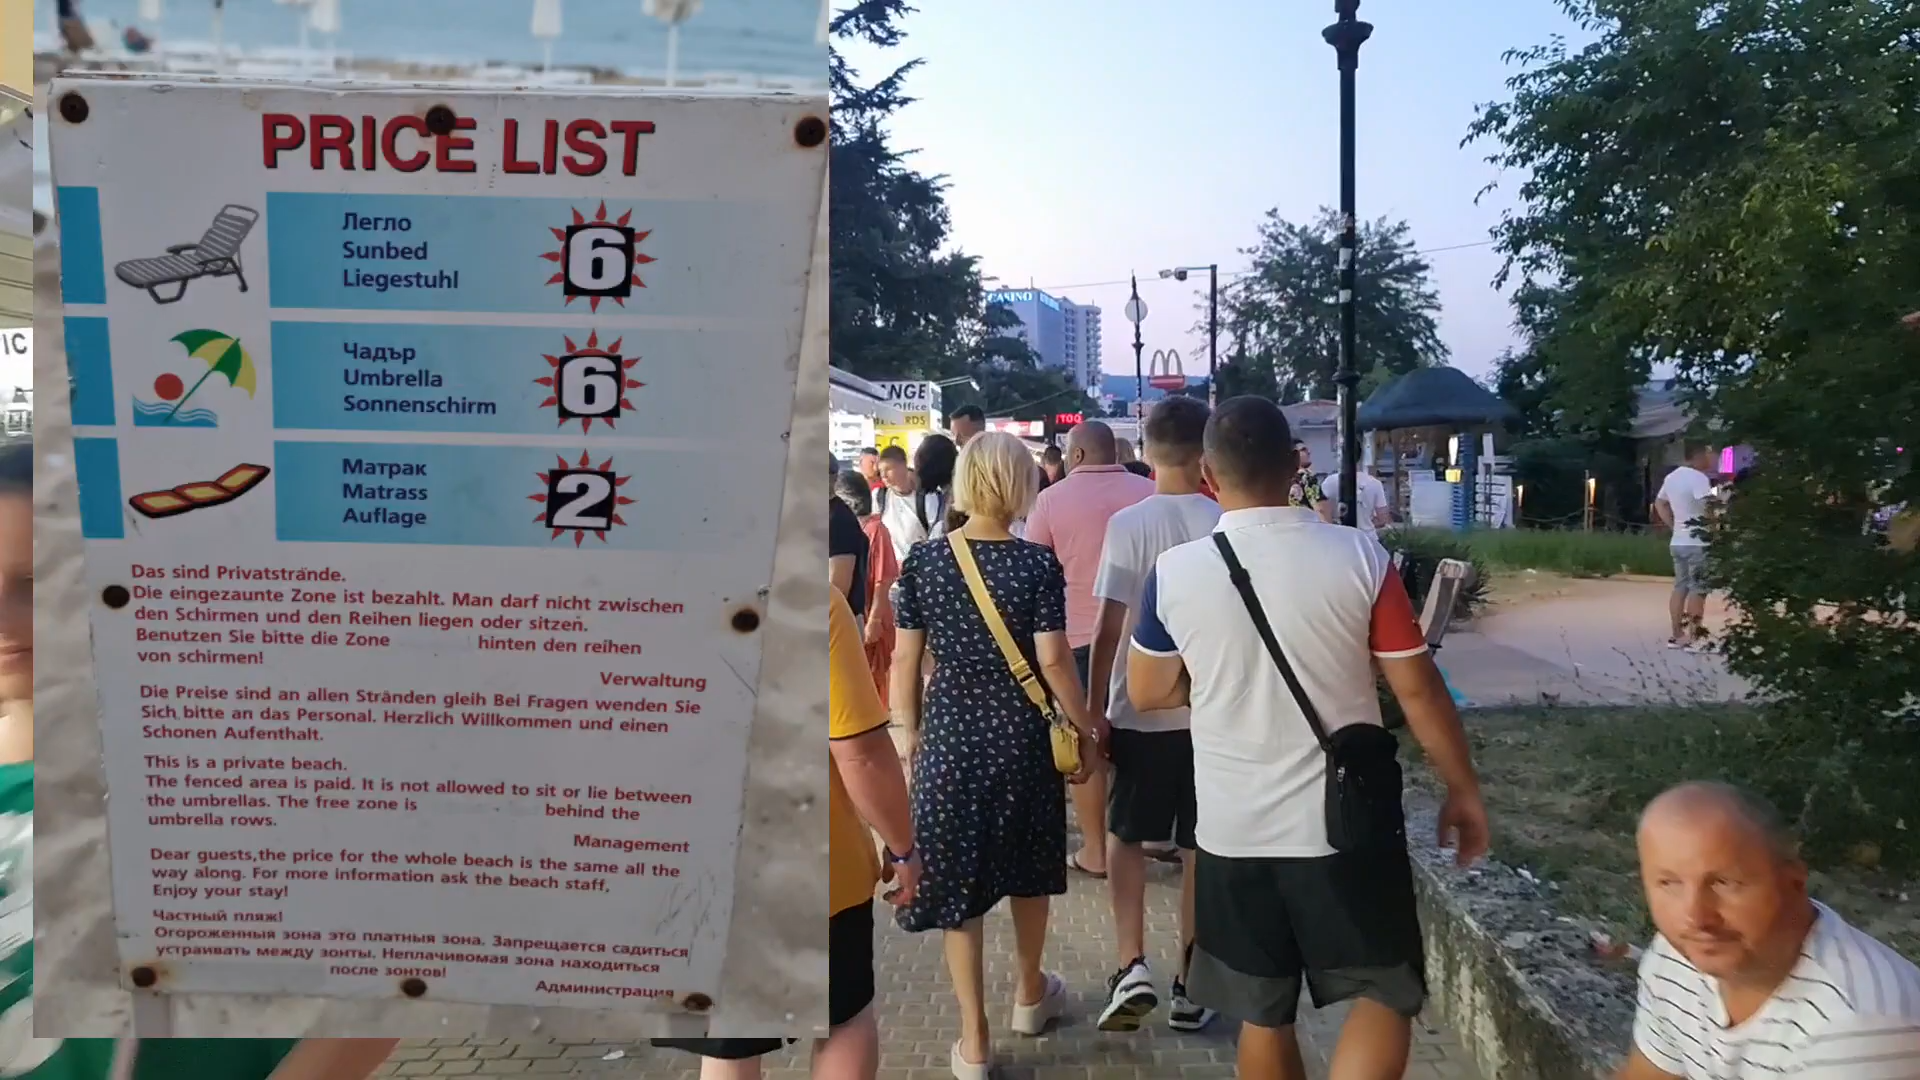 PRICE LIST
Легло
Sunbed
Liegestuhl
6
Чадър
Umbrella
Sonnenschirm
6
Матрак
Matrass
Auflage
2
Das sind Privatstrände.
Die eingezaunte Zone ist bezahlt. Man darf nicht zwischen
den Schirmen und den Reihen liegen oder sitzen.
Benutzen Sie bitte die Zone hinten den reihen
von schirmen!
Verwaltung
Die Preise sind an allen Stränden gleih Bei Fragen wenden Sie
Sich bitte an das Personal. Herzlich Willkommen und einen
Schonen Aufenthalt.
This is a private beach.
The fenced area is paid. It is not allowed to sit or lie between
the umbrellas. The free zone is behind the
umbrella rows.
Management
Dear guests,the price for the whole beach is the same all the
way along. For more information ask the beach staff,
Enjoy your stay!
Частный пляж!
Огороженныя зона это платныя зона. Запрещается садиться
устраивать между зонты. Неплачивомая зона находиться
после зонтов!
Администрация
IC
CASINO
ANGE
Office
RDS
TTOO